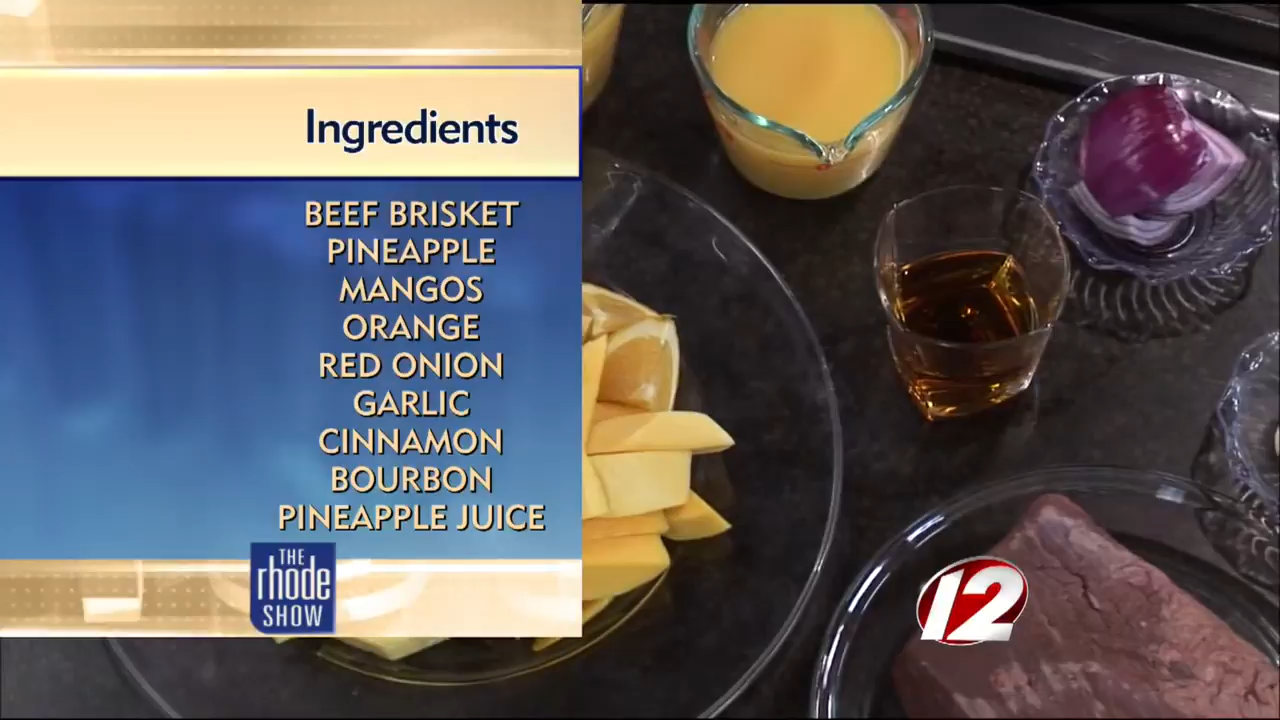 Ingredients
BEEF BRISKET
PINEAPPLE
MANGOS
ORANGE
RED ONION
GARLIC
CINNAMON
BOURBON
PINEAPPLE JUICE
THE
rhode
SHOW
12